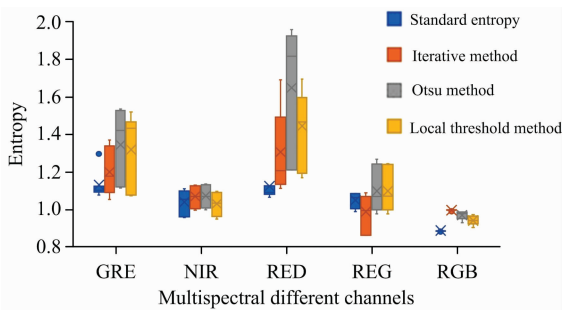 2.0
1.8
1.6
1.4
1.2
1.0
0.8
Entropy
Standard entropy
Iterative method
Otsu method
Local threshold method
GRE NIR RED REG RGB
Multispectral different channels